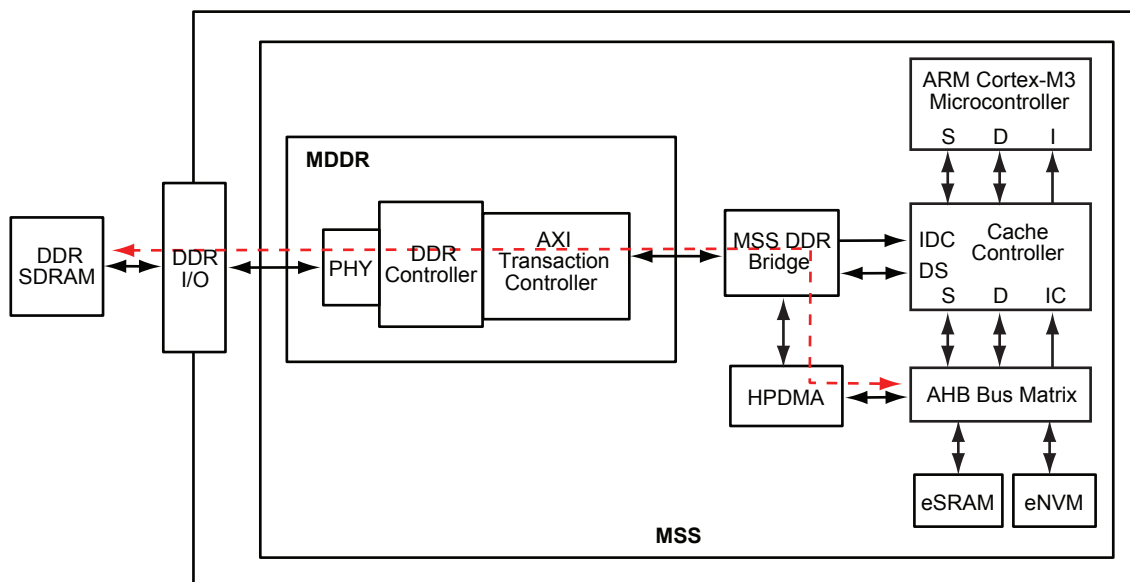 ARM Cortex-M3
Microcontroller
S D I
MDDR
DDR
SDRAM
DDR
I/O
PHY
DDR
Controller
AXI
Transaction
Controller
MSS DDR
Bridge
IDC
Cache
Controller
DS
S D IC
HPDMA
AHB Bus Matrix
eSRAM
eNVM
MSS